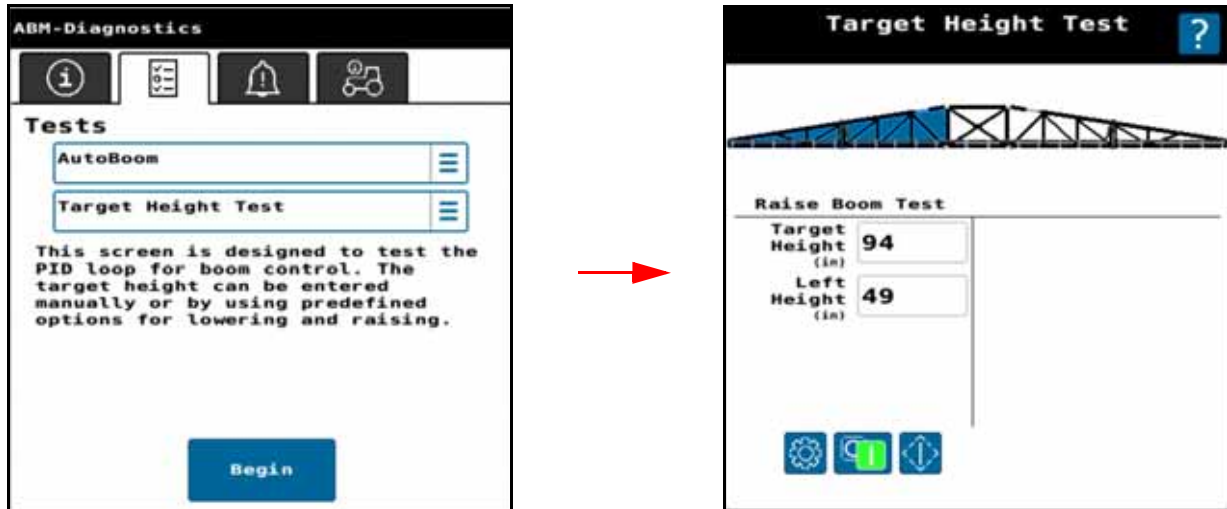 ABM-Diagnostics
Tests
AutoBoom
Target Height Test
This screen is designed to test the
PID loop for boom control. The
target height can be entered
manually or by using predefined
options for lowering and raising.
Begin
Target Height Test
?
Raise Boom Test
Target
Height
(in)
94
Left
Height
(in)
49